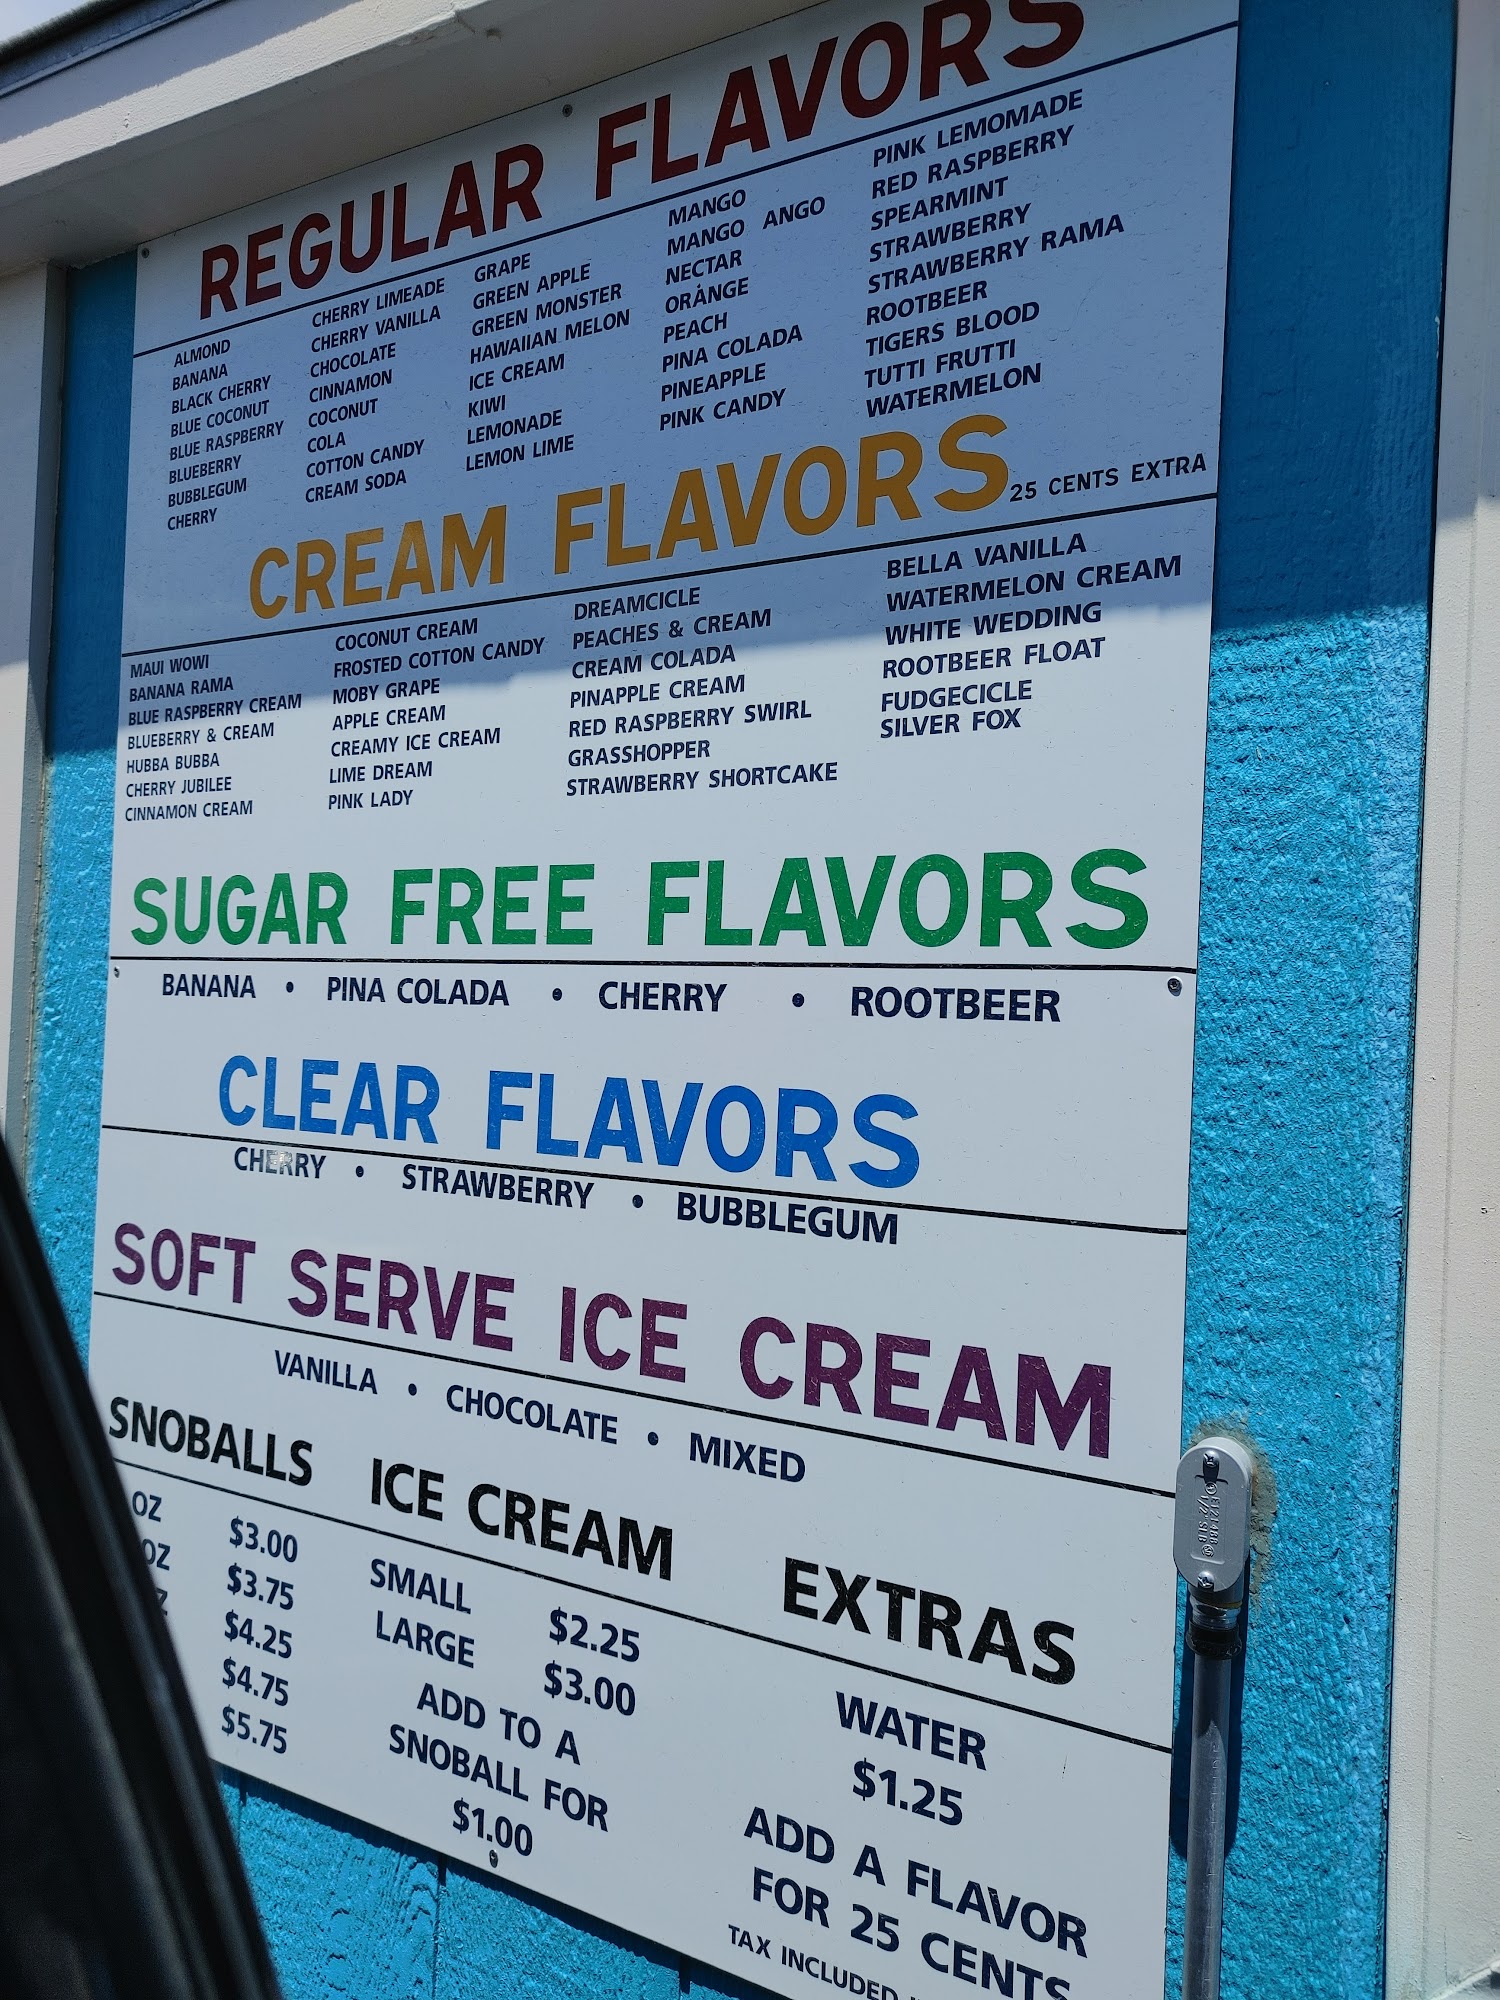 REGULAR FLAVORS
ALMOND
BANANA
BLACK CHERRY
BLUE COCONUT
BLUE RASPBERRY
BLUEBERRY
BUBBLEGUM
CHERRY
CHERRY LIMEADE
CHERRY VANILLA
CHOCOLATE
CINNAMON
COCONUT
COLA
COTTON CANDY
CREAM SODA
GRAPE
GREEN APPLE
GREEN MONSTER
HAWAIIAN MELON
ICE CREAM
KIWI
LEMONADE
LEMON LIME
MANGO
MANGO ANGO
NECTAR
ORANGE
PEACH
PINA COLADA
PINEAPPLE
PINK CANDY
PINK LEMOMADE
RED RASPBERRY
SPEARMINT
STRAWBERRY
STRAWBERRY RAMA
ROOTBEER
TIGERS BLOOD
TUTTI FRUTTI
WATERMELON
CREAM FLAVORS 25 CENTS EXTRA
MAUI WOWI
BANANA RAMA
BLUE RASPBERRY CREAM
BLUEBERRY & CREAM
HUBBA BUBBA
CHERRY JUBILEE
CINNAMON CREAM
COCONUT CREAM
FROSTED COTTON CANDY
MOBY GRAPE
APPLE CREAM
CREAMY ICE CREAM
LIME DREAM
PINK LADY
DREAMCICLE
PEACHES & CREAM
CREAM COLADA
PINAPPLE CREAM
RED RASPBERRY SWIRL
GRASSHOPPER
STRAWBERRY SHORTCAKE
BELLA VANILLA
WATERMELON CREAM
WHITE WEDDING
ROOTBEER FLOAT
FUDGECICLE
SILVER FOX
SUGAR FREE FLAVORS
BANANA • PINA COLADA • CHERRY • ROOTBEER
CLEAR FLAVORS
CHERRY • STRAWBERRY • BUBBLEGUM
SOFT SERVE ICE CREAM
VANILLA • CHOCOLATE • MIXED
SNOBALLS
OZ $3.00
OZ $3.75
$4.25
$4.75
$5.75
ICE CREAM
SMALL $2.25
LARGE $3.00
ADD TO A
SNOBALL FOR
$1.00
EXTRAS
WATER
$1.25
ADD A FLAVOR
FOR 25 CENTS
TAX INCLUDED